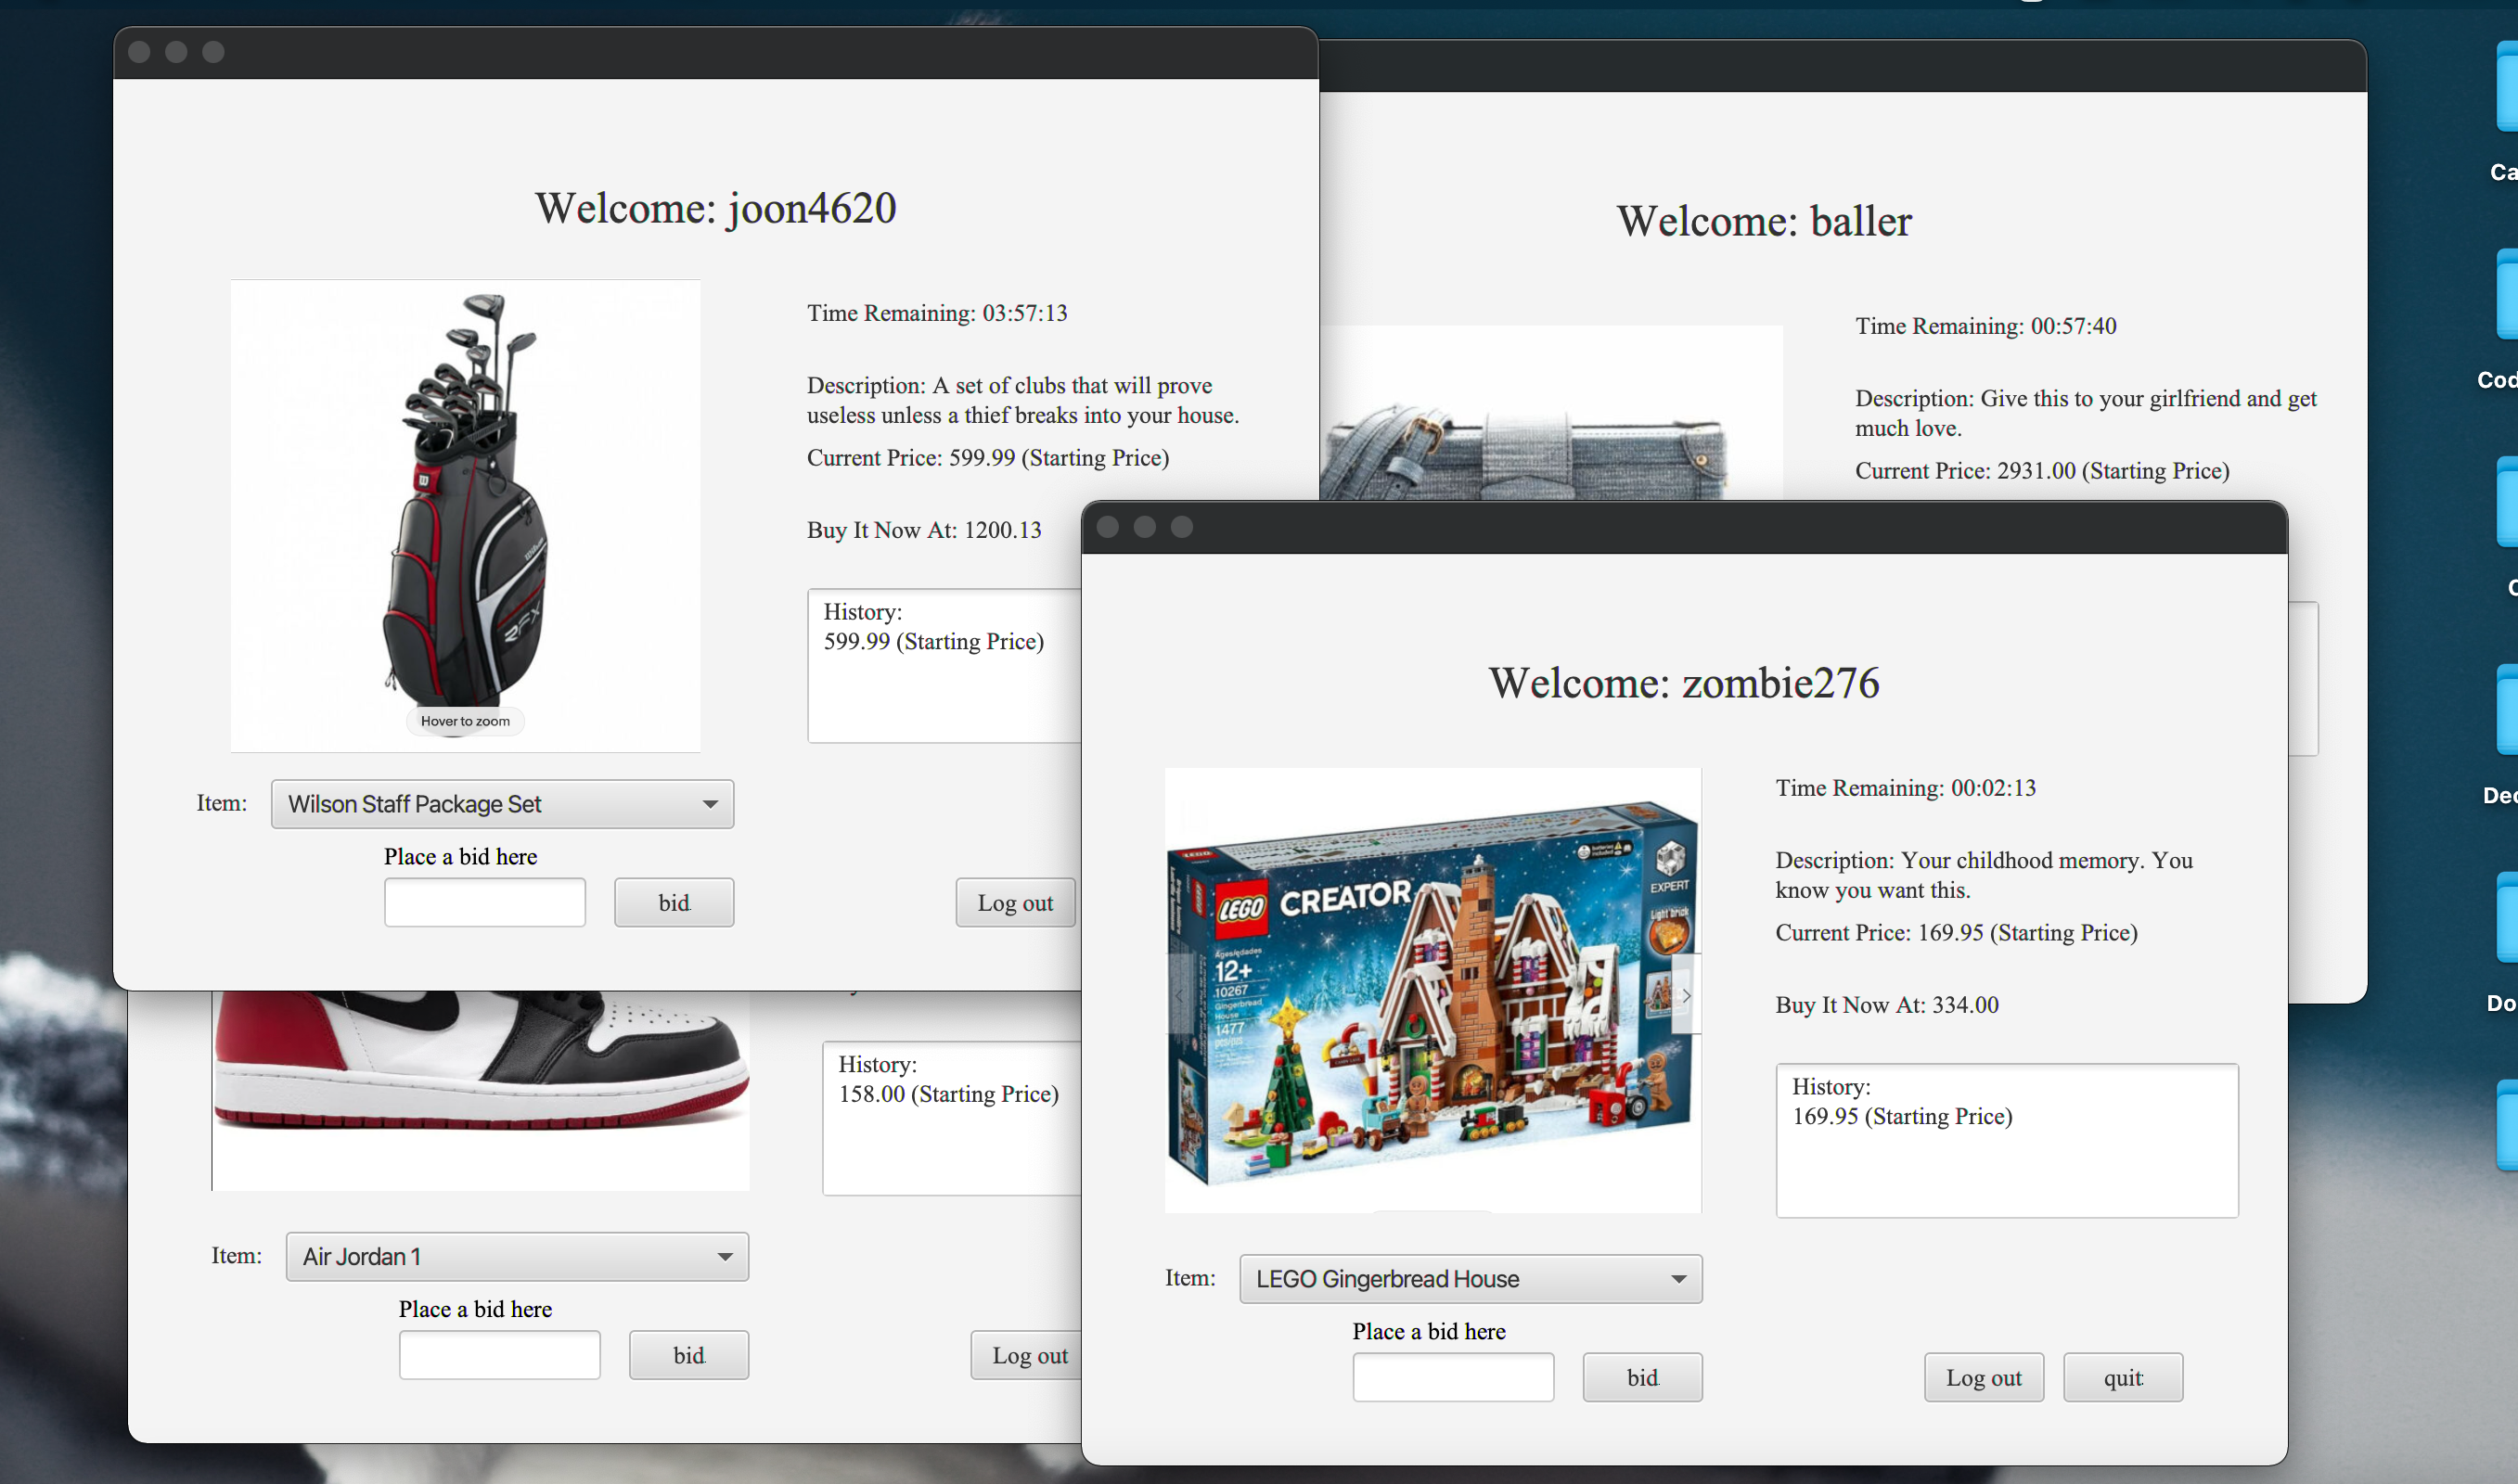 Welcome: joon4620
Time Remaining: 03:57:13
Description: A set of clubs that will prove
useless unless a thief breaks into your house.
Current Price: 599.99 (Starting Price)
Buy It Now At: 1200.13
History:
599.99 (Starting Price)
RFX
Hover to zoom
Item:
Wilson Staff Package Set
Place a bid here
bid
Log out
Welcome: baller
Time Remaining: 00:57:40
Description: Give this to your girlfriend and get
much love.
Current Price: 2931.00 (Starting Price)
History:
158.00 (Starting Price)
Item:
Air Jordan 1
Place a bid here
bid
Log out
Welcome: zombie276
Time Remaining: 00:02:13
Description: Your childhood memory. You
know you want this.
Current Price: 169.95 (Starting Price)
Buy It Now At: 334.00
History:
169.95 (Starting Price)
LEGO
CREATOR
EXPERT
Light brick
Ages/edades
12+
10267
Gingerbread
House
1477
pcs/pzs
Item:
LEGO Gingerbread House
Place a bid here
bid
Log out
quit
Ca
Cod
Dec
Do